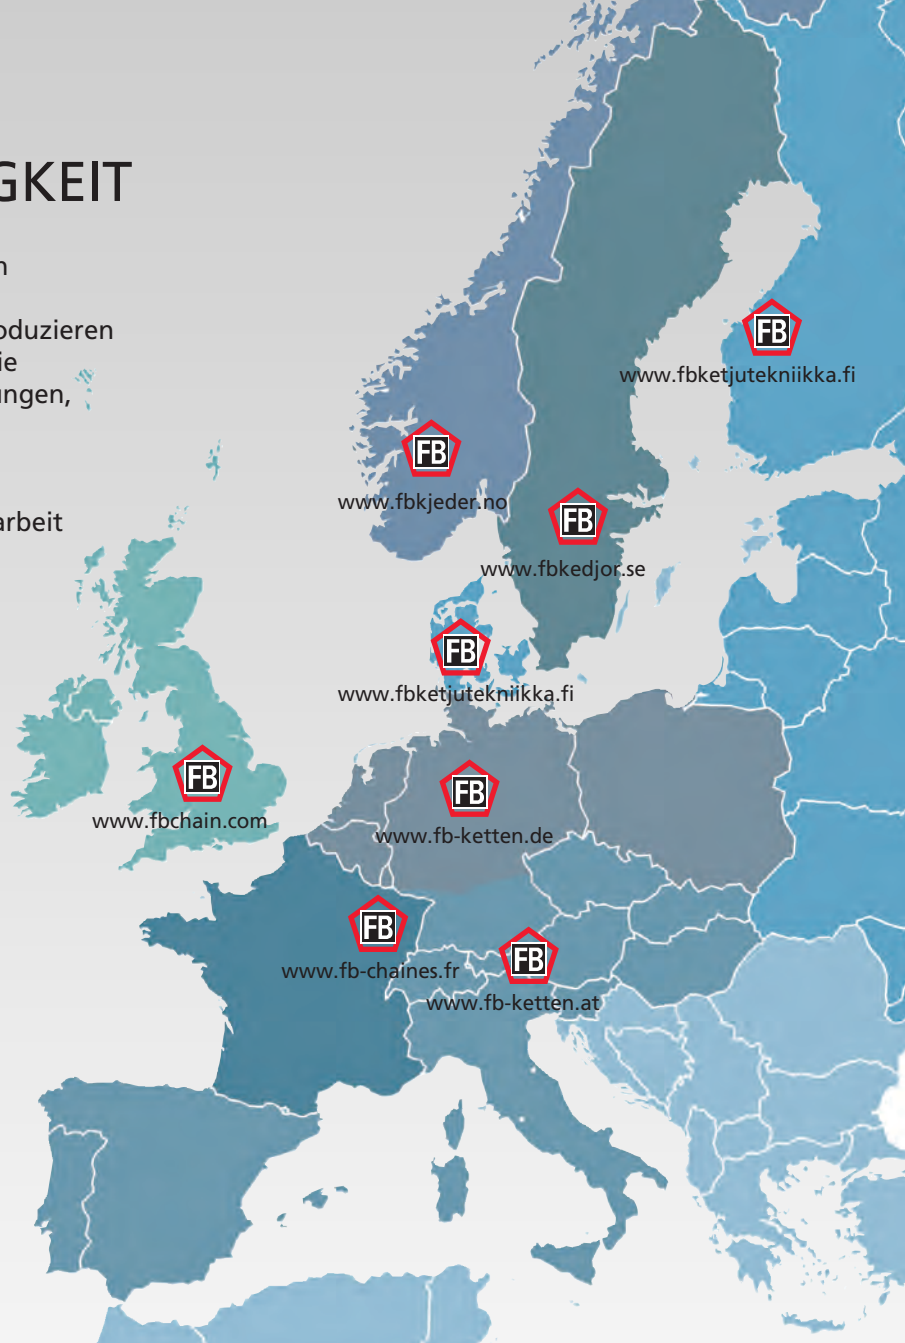 GKEIT
n
oduzieren
ie
ungen,
arbeit
FB
www.fbketjutekniikka.fi
FB
www.fbkjeder.no
FB
www.fbkedjor.se
FB
www.fbketjutekniikka.fi
FB
www.fbchain.com
FB
www.fb-ketten.de
FB
www.fb-chaines.fr
FB
www.fb-ketten.at